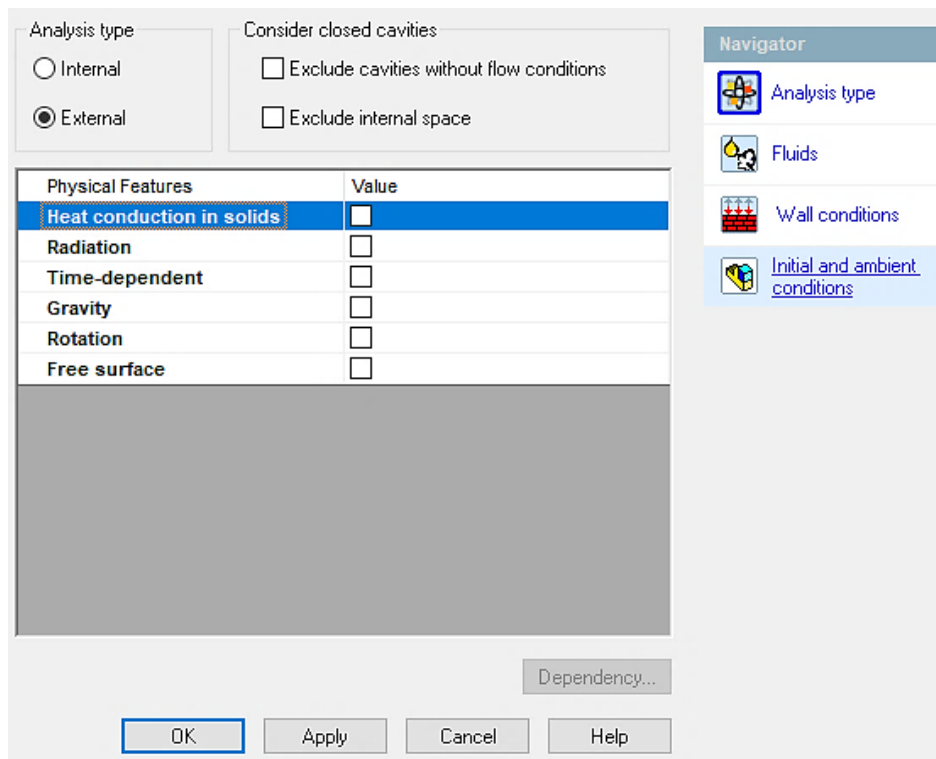 Analysis type
Internal
External
Consider closed cavities
Exclude cavities without flow conditions
Exclude internal space
Physical Features Value
Heat conduction in solids
Radiation
Time-dependent
Gravity
Rotation
Free surface
Dependency...
OK Apply Cancel Help
Navigator
Analysis type
Fluids
Wall conditions
Initial and ambient
conditions